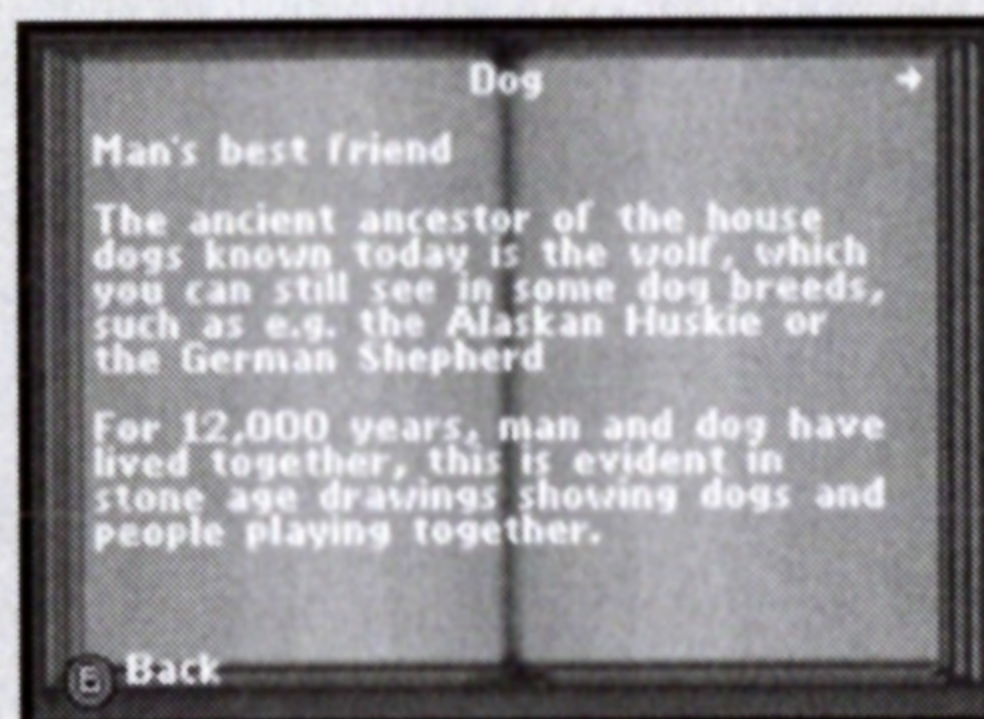 Dog →
Man's best friend
The ancient ancestor of the house
dogs known today is the wolf, which
you can still see in some dog breeds,
such as e.g. the Alaskan Huskie or
the German Shepherd
For 12,000 years, man and dog have
lived together, this is evident in
stone age drawings showing dogs and
people playing together.
Back